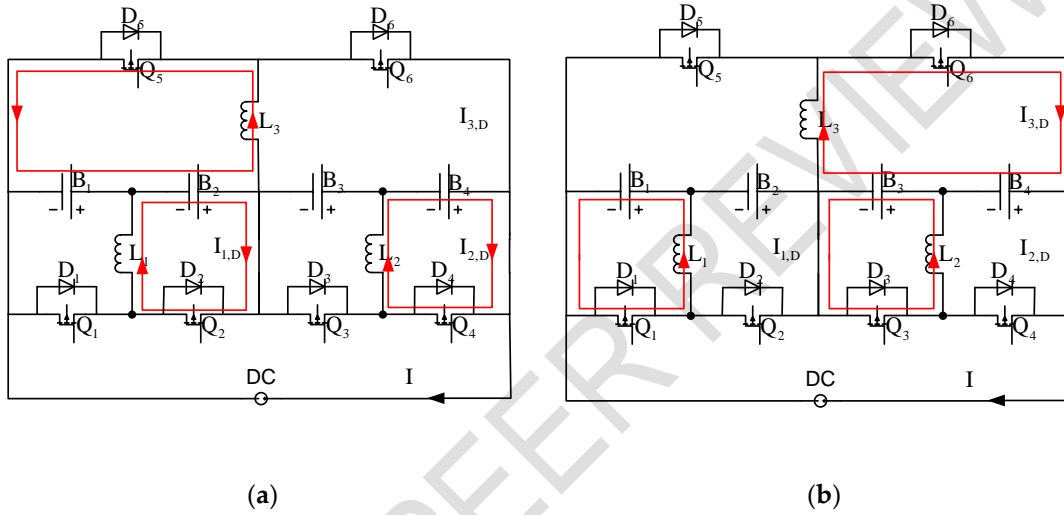 D5 D6 D5 D6
Q5 Q6 Q5 Q6
L3 I3,D L3 I3,D
B1 B2 B3 B4 B1 B2 B3 B4
− + − + − + − + − + − + − + − +
L1 I1,D L2 I2,D L1 I1,D L2 I2,D
D1 D2 D3 D4 D1 D2 D3 D4
Q1 Q2 Q3 Q4 Q1 Q2 Q3 Q4
DC I DC I
(a) (b)
PEER REVIEW